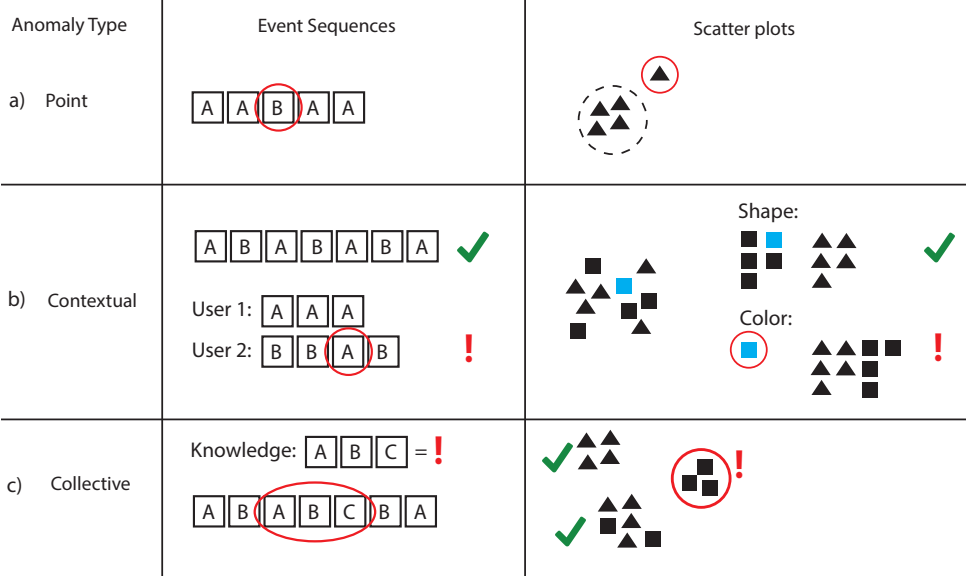 Anomaly Type Event Sequences Scatter plots
a) Point
A A B A A
b) Contextual
A B A B A B A
User 1: A A A
User 2: B B A B !
Shape:
Color:
!
c) Collective
Knowledge: A B C = !
A B A B C B A
!